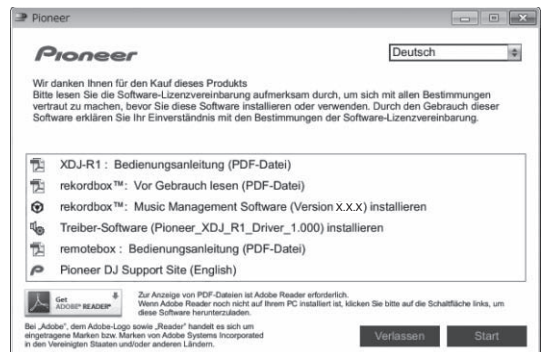 Pioneer
Pioneer
Deutsch
Wir danken Ihnen für den Kauf dieses Produkts
Bitte lesen Sie die Software-Lizenzvereinbarung aufmerksam durch, um sich mit allen Bestimmungen
vertraut zu machen, bevor Sie diese Software installieren oder verwenden. Durch den Gebrauch dieser
Software erklären Sie Ihr Einverständnis mit den Bestimmungen der Software-Lizenzvereinbarung.
XDJ-R1 : Bedienungsanleitung (PDF-Datei)
rekordbox™: Vor Gebrauch lesen (PDF-Datei)
rekordbox™: Music Management Software (Version X.X.X) installieren
Treiber-Software (Pioneer_XDJ_R1_Driver_1.000) installieren
remotebox : Bedienungsanleitung (PDF-Datei)
Pioneer DJ Support Site (English)
Get
ADOBE® READER®
Zur Anzeige von PDF-Dateien ist Adobe Reader erforderlich.
Wenn Adobe Reader noch nicht auf Ihrem PC installiert ist, klicken Sie bitte auf die Schaltfläche links, um
diese Software herunterzuladen.
Bei „Adobe", dem Adobe-Logo sowie „Reader" handelt es sich um
eingetragene Marken bzw. Marken von Adobe Systems Incorporated
in den Vereinigten Staaten und/oder anderen Ländern.
Verlassen
Start